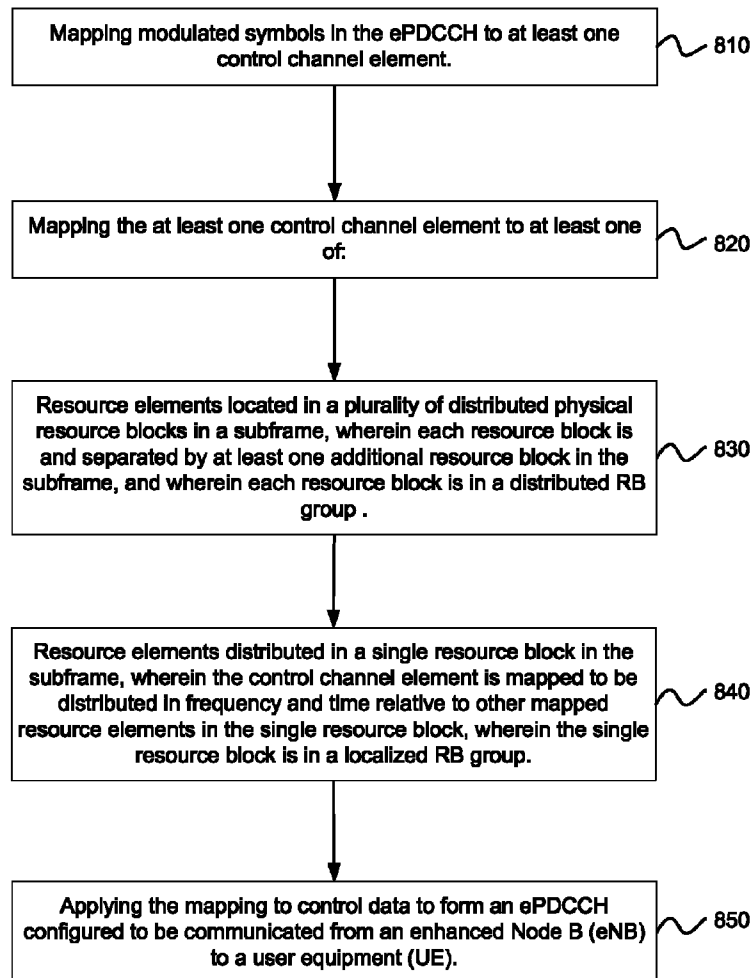 Mapping modulated symbols in the ePDCCH to at least one
control channel element.
810
Mapping the at least one control channel element to at least one
of:
820
Resource elements located in a plurality of distributed physical
resource blocks in a subframe, wherein each resource block is
and separated by at least one additional resource block in the
subframe, and wherein each resource block is in a distributed RB
group .
830
Resource elements distributed in a single resource block in the
subframe, wherein the control channel element is mapped to be
distributed in frequency and time relative to other mapped
resource elements in the single resource block, wherein the single
resource block is in a localized RB group.
840
Applying the mapping to control data to form an ePDCCH
configured to be communicated from an enhanced Node B (eNB)
to a user equipment (UE).
850